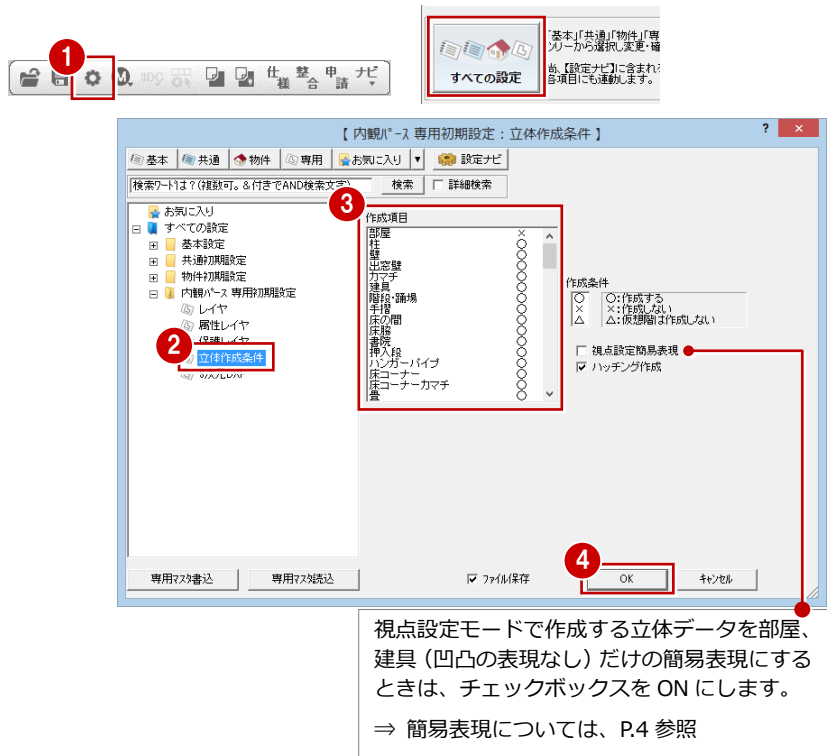 1
M
3DC
仕様
整合
申請
ナビ
すべての設定
「基本」「共通」「物件」「専
ツリーから選択し変更・確
尚、【設定ナビ】に含まれ
各項目にも連動します。
【 内観パース 専用初期設定：立体作成条件 】
? ×
基本 共通 物件 専用 お気に入り ▼ 設定ナビ
検索ワードは？(複数可。&付きでAND検索文字)
検索
詳細検索
お気に入り
すべての設定
基本設定
共通初期設定
物件初期設定
内観パース 専用初期設定
レイヤ
属性レイヤ
保護レイヤ
2
立体作成条件
3
作成項目
部屋 ×
柱 ○
壁 ○
出窓壁 ○
カマチ ○
建具 ○
階段・踊場 ○
手摺 ○
床の間 ○
床脇 ○
書院 ○
押入段 ○
ハンガーパイプ ○
床コーナー ○
床コーナーカマチ ○
畳 ○
作成条件
○ ○:作成する
× ×:作成しない
△ △:仮想階は作成しない
視点設定簡易表現
ハッチング作成
専用マスタ書込
専用マスタ読込
ファイル保存
4
OK
キャンセル
視点設定モードで作成する立体データを部屋、
建具（凹凸の表現なし）だけの簡易表現にする
ときは、チェックボックスを ON にします。
⇒ 簡易表現については、P.4 参照